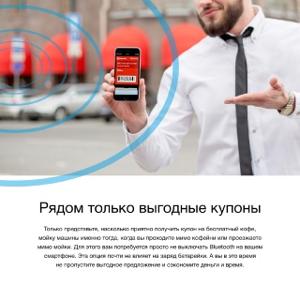 Рядом только выгодные купоны
Только представьте, насколько приятно получить купон на бесплатный кофе,
мойку машины именно тогда, когда вы проходите мимо кофейни или проезжаете
мимо мойки. Для этого вам потребуется просто не выключать Bluetooth на вашем
смартфоне. Эта опция почти не влияет на заряд батарейки. А вы в это время
не пропустите выгодное предложение и сэкономите деньги и время.